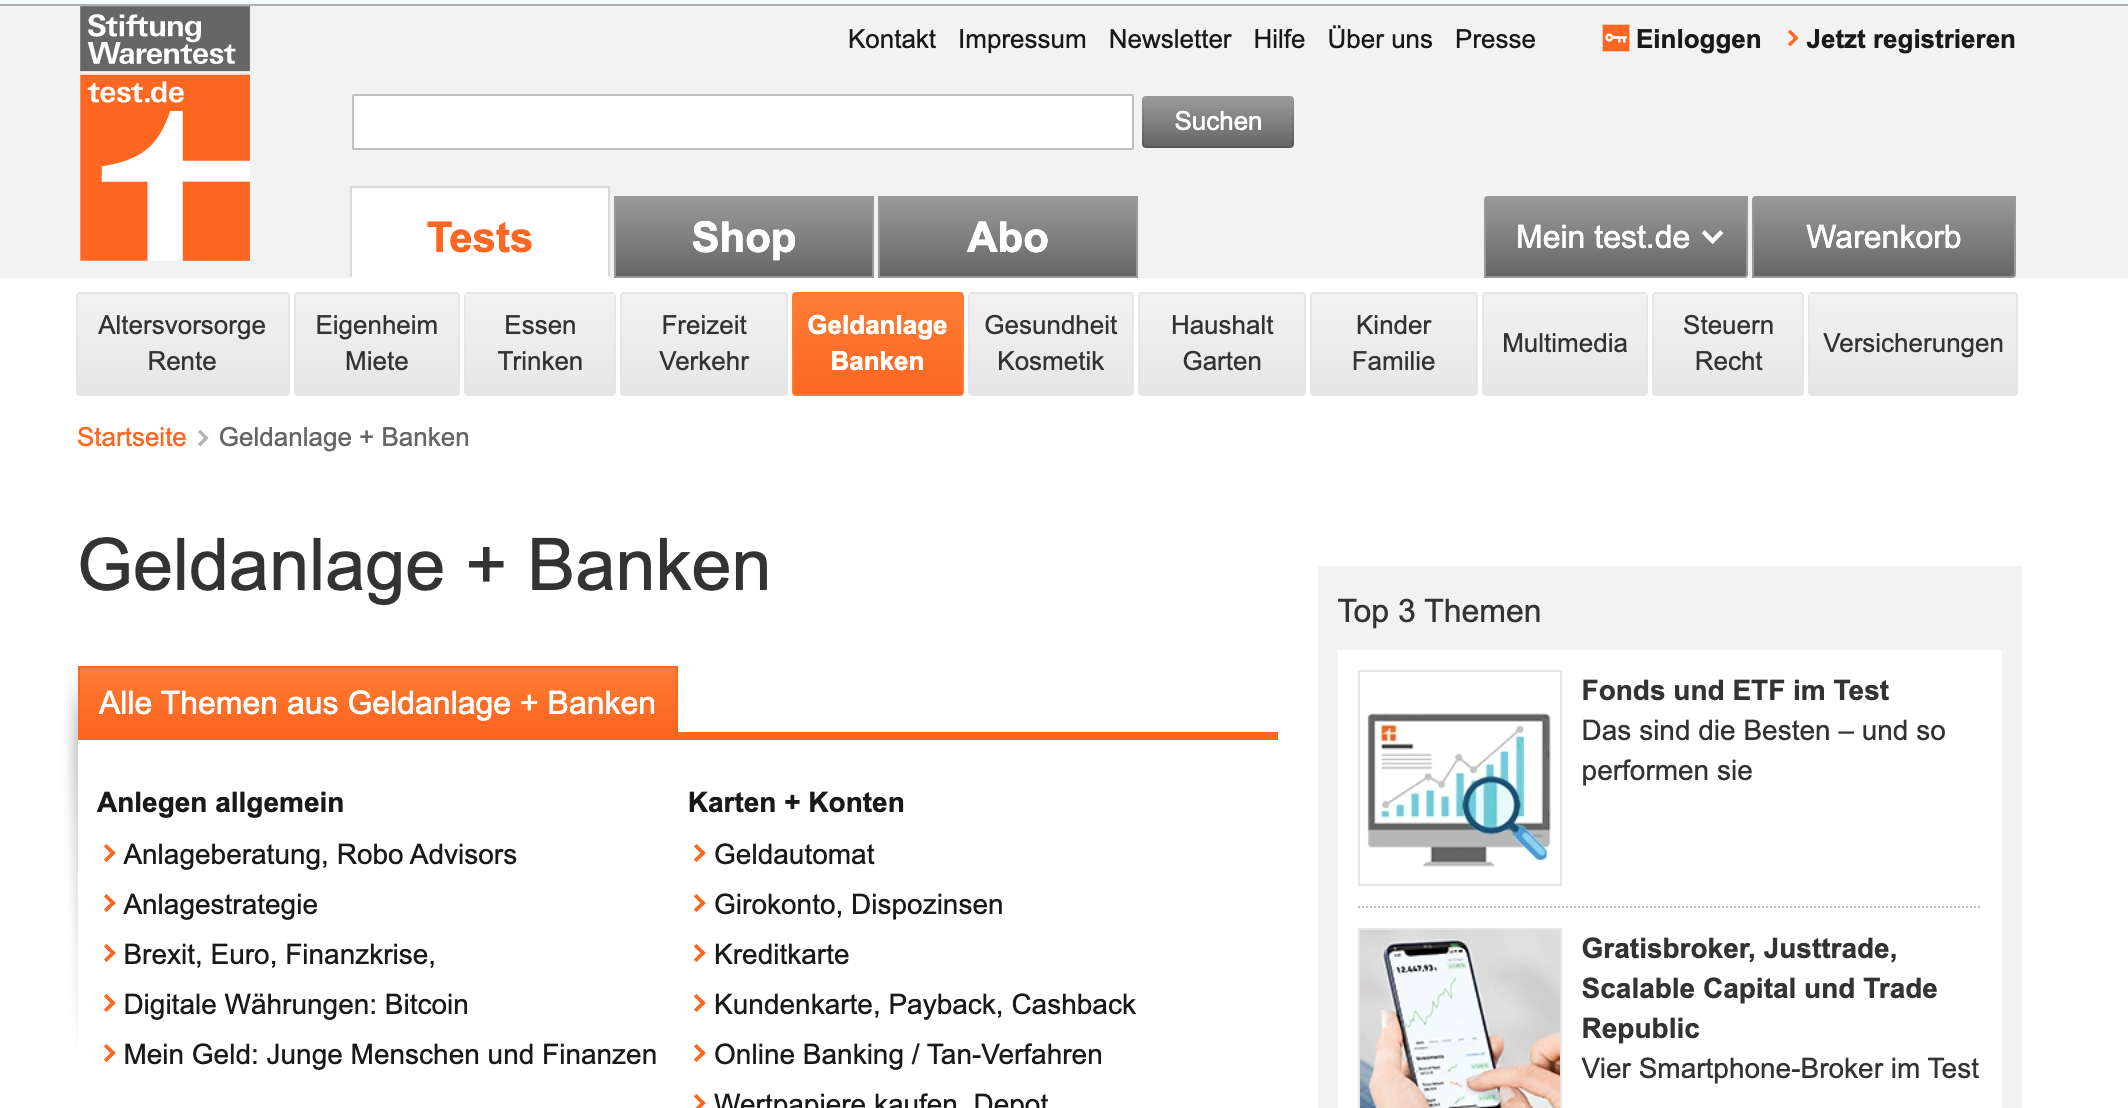 Stiftung
Warentest
test.de
Kontakt Impressum Newsletter Hilfe Über uns Presse Einloggen Jetzt registrieren
Suchen
Tests Shop Abo Mein test.de Warenkorb
Altersvorsorge
Rente
Eigenheim
Miete
Essen
Trinken
Freizeit
Verkehr
Geldanlage
Banken
Gesundheit
Kosmetik
Haushalt
Garten
Kinder
Familie
Multimedia
Steuern
Recht
Versicherungen
Startseite > Geldanlage + Banken
Geldanlage + Banken
Alle Themen aus Geldanlage + Banken
Anlegen allgemein
Anlageberatung, Robo Advisors
Anlagestrategie
Brexit, Euro, Finanzkrise,
Digitale Währungen: Bitcoin
Mein Geld: Junge Menschen und Finanzen
Karten + Konten
Geldautomat
Girokonto, Dispozinsen
Kreditkarte
Kundenkarte, Payback, Cashback
Online Banking / Tan-Verfahren
Wertpapiere kaufen, Depot
Top 3 Themen
Fonds und ETF im Test
Das sind die Besten – und so
performen sie
12.447,93
Gratisbroker, Justtrade,
Scalable Capital und Trade
Republic
Vier Smartphone-Broker im Test